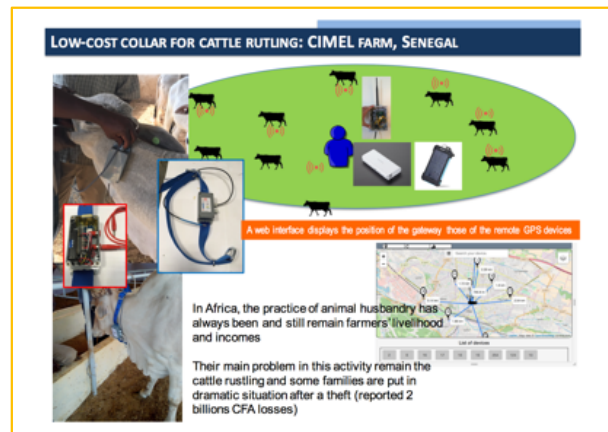 LOW-COST COLLAR FOR CATTLE RUTLING: CIMEL FARM, SENEGAL
A web interface displays the position of the gateway those of the remote GPS devices
In Africa, the practice of animal husbandry has
always been and still remain farmers' livelihood
and incomes
Their main problem in this activity remain the
cattle rustling and some families are put in
dramatic situation after a theft (reported 2
billions CFA losses)
Search your device
List of devices